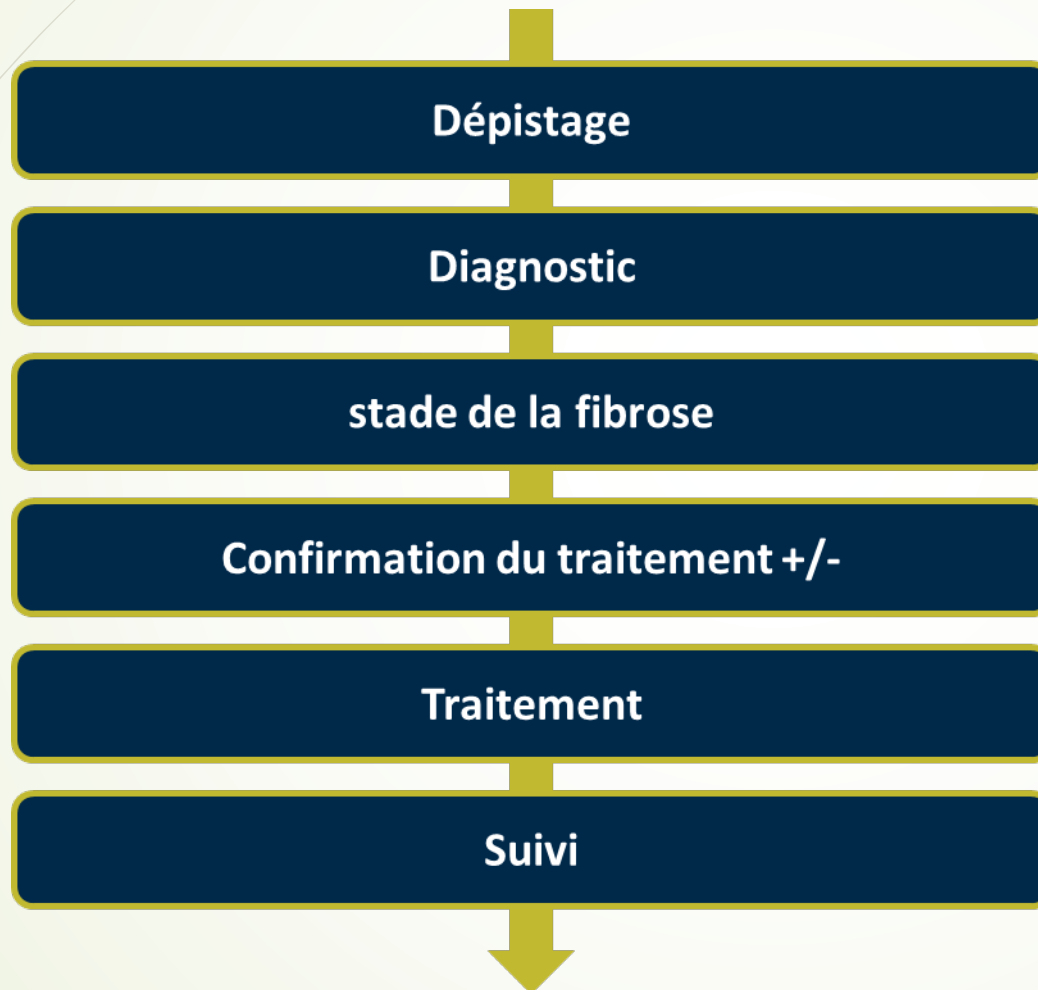 Dépistage
Diagnostic
stade de la fibrose
Confirmation du traitement +/-
Traitement
Suivi